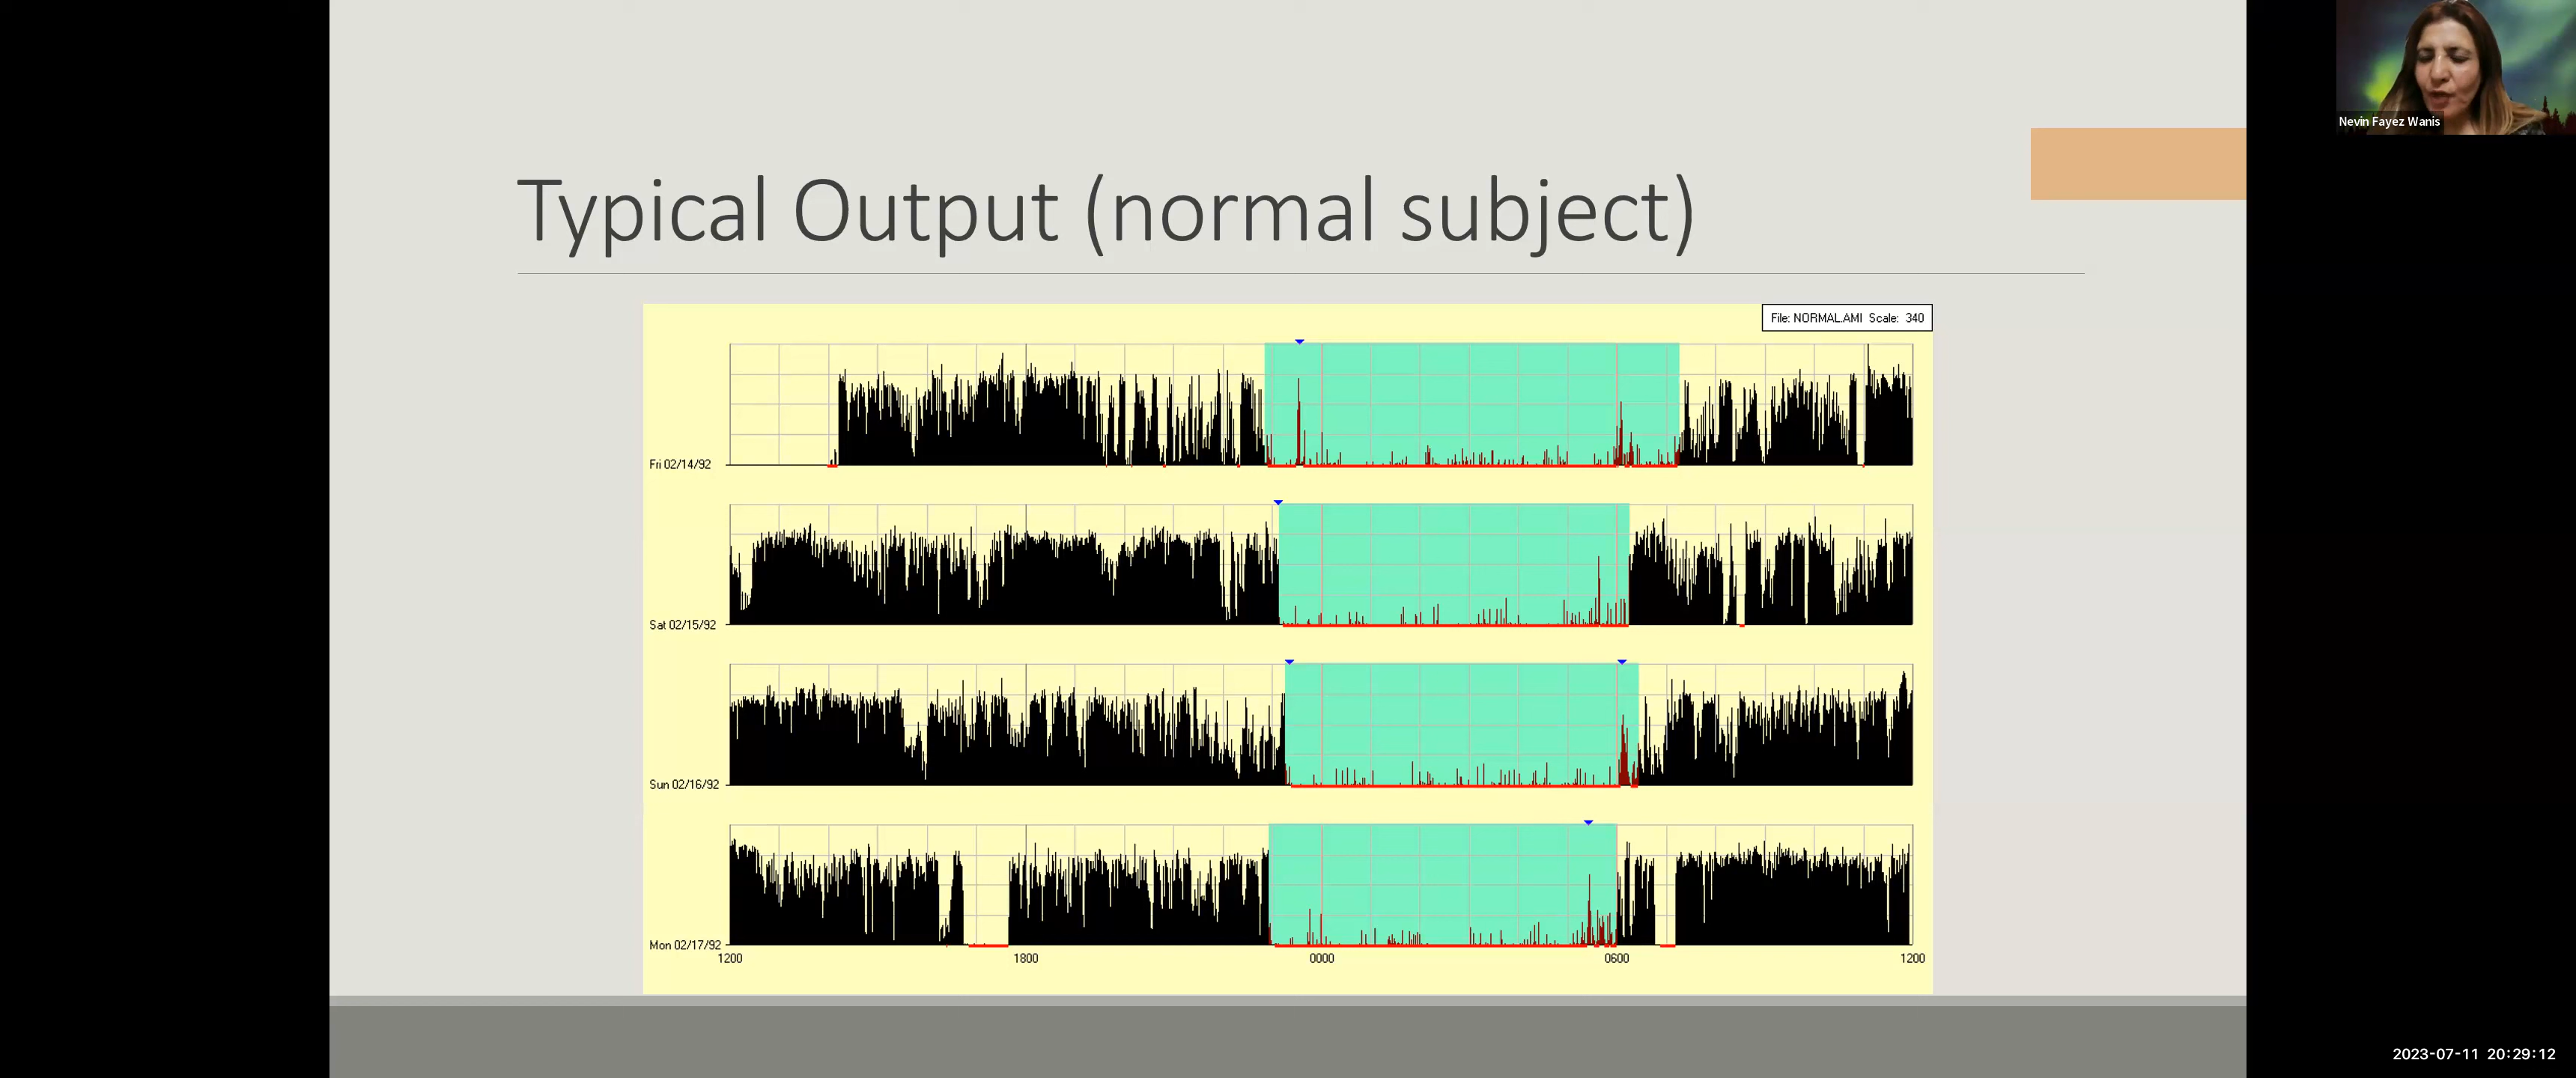 Nevin Fayez Wanis
Typical Output (normal subject)
File: NORMAL.AMI Scale: 340
Fri 02/14/92
Sat 02/15/92
Sun 02/16/92
Mon 02/17/92
1200 1800 0000 0600 1200
2023-07-11 20:29:12